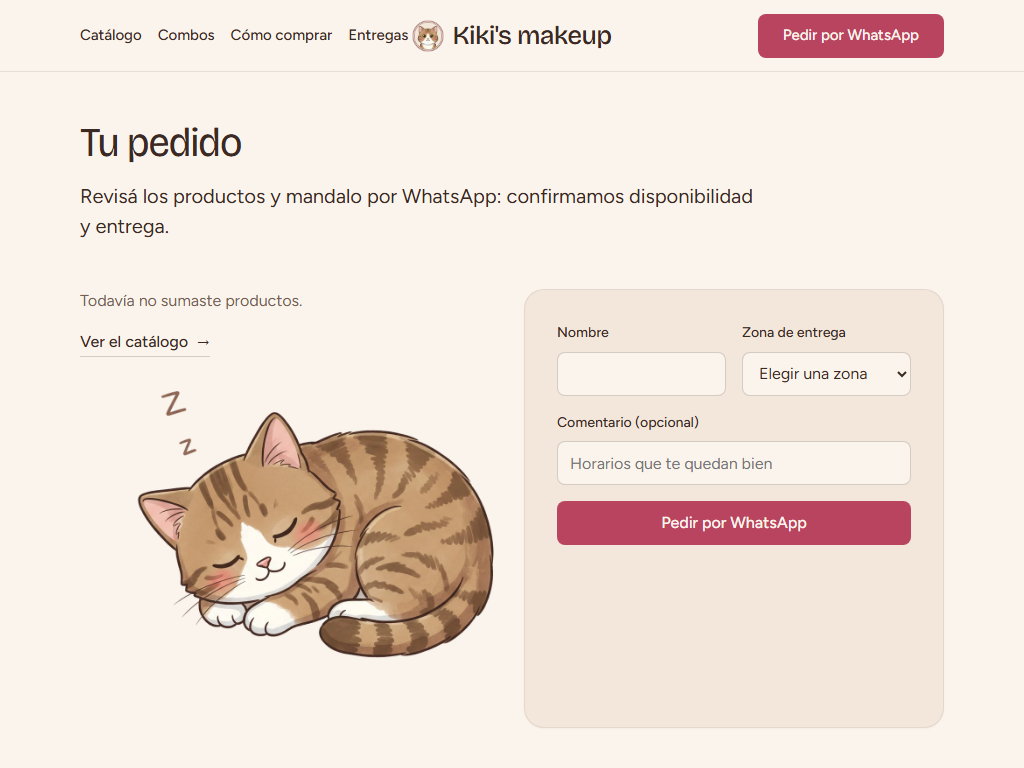 Catálogo Combos Cómo comprar Entregas Kiki's makeup Pedir por WhatsApp
Tu pedido
Revisá los productos y mandalo por WhatsApp: confirmamos disponibilidad
y entrega.
Todavía no sumaste productos.
Ver el catálogo →
Z
z
Nombre
Zona de entrega
Elegir una zona
Comentario (opcional)
Horarios que te quedan bien
Pedir por WhatsApp